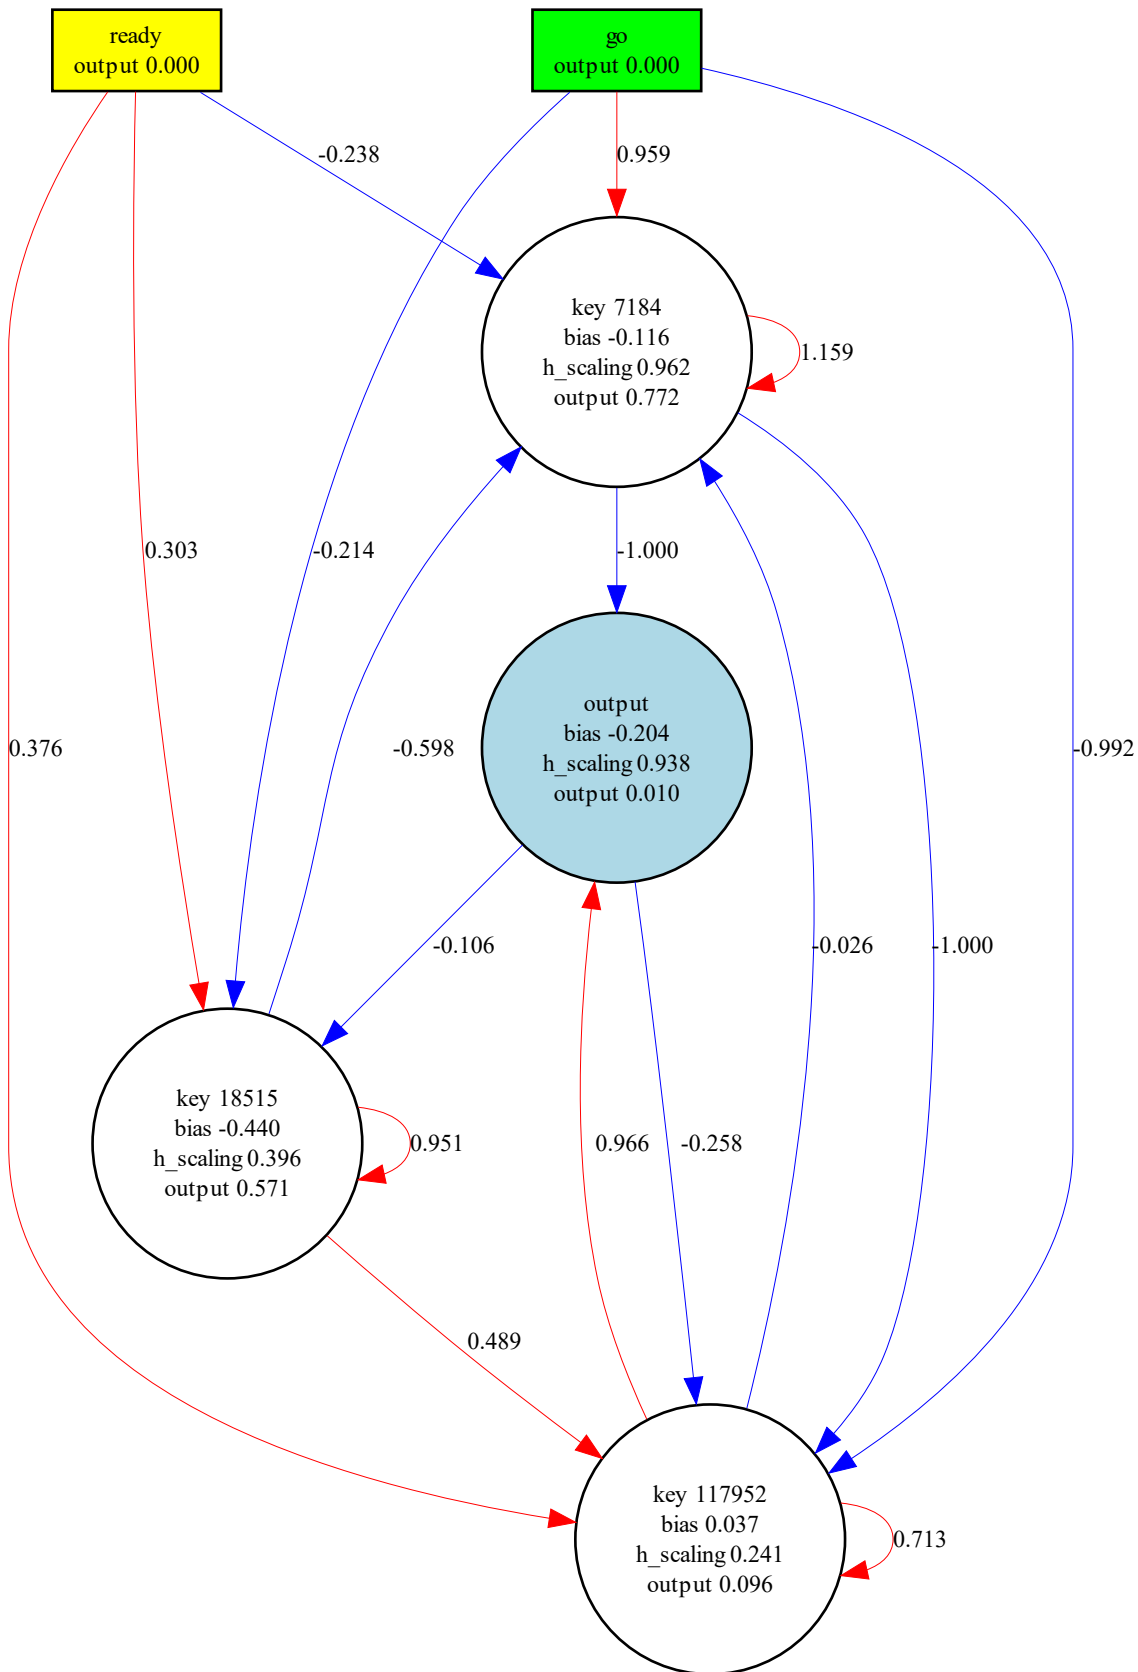 ready
output 0.000
go
output 0.000
-0.238
0.959
key 7184
bias -0.116
h_scaling 0.962
output 0.772
1.159
0.303
-0.214
-1.000
output
bias -0.204
h_scaling 0.938
output 0.010
0.376
-0.598
-0.992
-0.106
-0.026
-1.000
key 18515
bias -0.440
h_scaling 0.396
output 0.571
0.951
0.966
-0.258
0.489
key 117952
bias 0.037
h_scaling 0.241
output 0.096
0.713